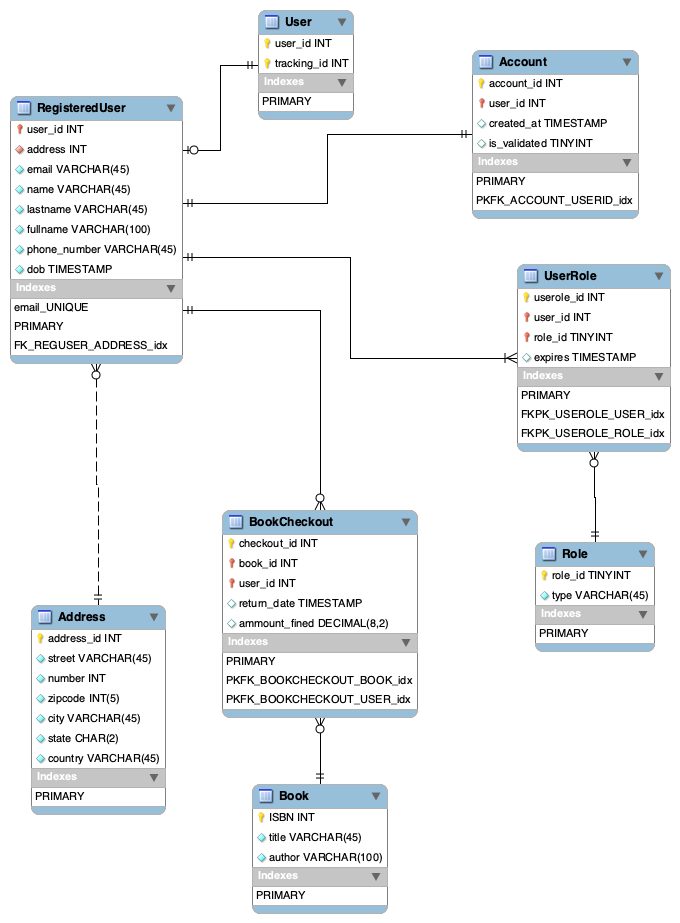 User
user_id INT
tracking_id INT
Indexes
PRIMARY
Account
account_id INT
user_id INT
created_at TIMESTAMP
is_validated TINYINT
Indexes
PRIMARY
PKFK_ACCOUNT_USERID_idx
RegisteredUser
user_id INT
address INT
email VARCHAR(45)
name VARCHAR(45)
lastname VARCHAR(45)
fullname VARCHAR(100)
phone_number VARCHAR(45)
dob TIMESTAMP
Indexes
email_UNIQUE
PRIMARY
FK_REGUSER_ADDRESS_idx
UserRole
userole_id INT
user_id INT
role_id TINYINT
expires TIMESTAMP
Indexes
PRIMARY
FKPK_USEROLE_USER_idx
FKPK_USEROLE_ROLE_idx
BookCheckout
checkout_id INT
book_id INT
user_id INT
return_date TIMESTAMP
ammount_fined DECIMAL(8,2)
Indexes
PRIMARY
PKFK_BOOKCHECKOUT_BOOK_idx
PKFK_BOOKCHECKOUT_USER_idx
Role
role_id TINYINT
type VARCHAR(45)
Indexes
PRIMARY
Address
address_id INT
street VARCHAR(45)
number INT
zipcode INT(5)
city VARCHAR(45)
state CHAR(2)
country VARCHAR(45)
Indexes
PRIMARY
Book
ISBN INT
title VARCHAR(45)
author VARCHAR(100)
Indexes
PRIMARY